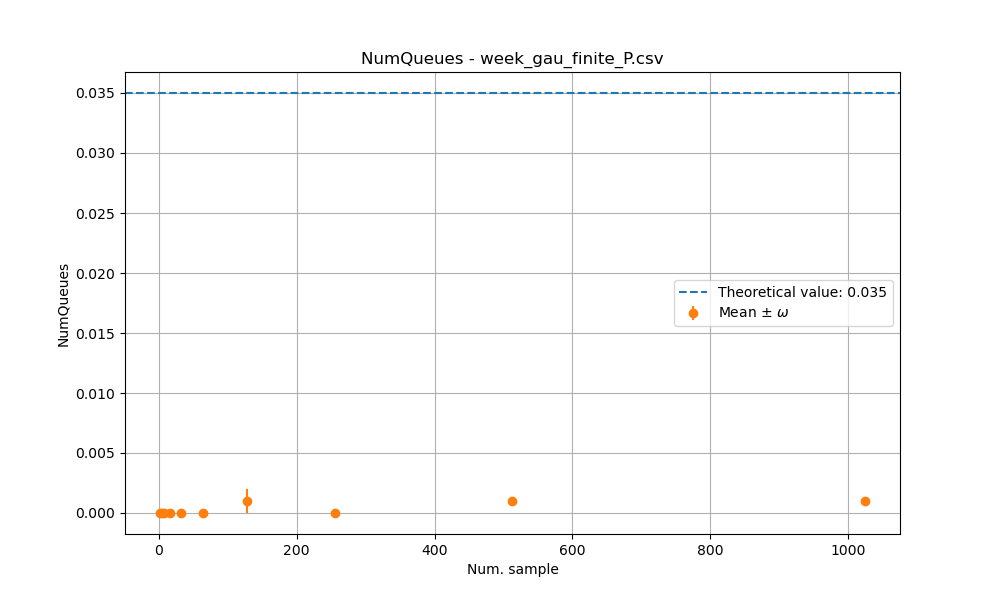 NumQueues - week_gau_finite_P.csv
0.035
0.030
0.025
0.020
0.015
0.010
0.005
0.000
NumQueues
Theoretical value: 0.035
Mean ± ω
0 200 400 600 800 1000
Num. sample